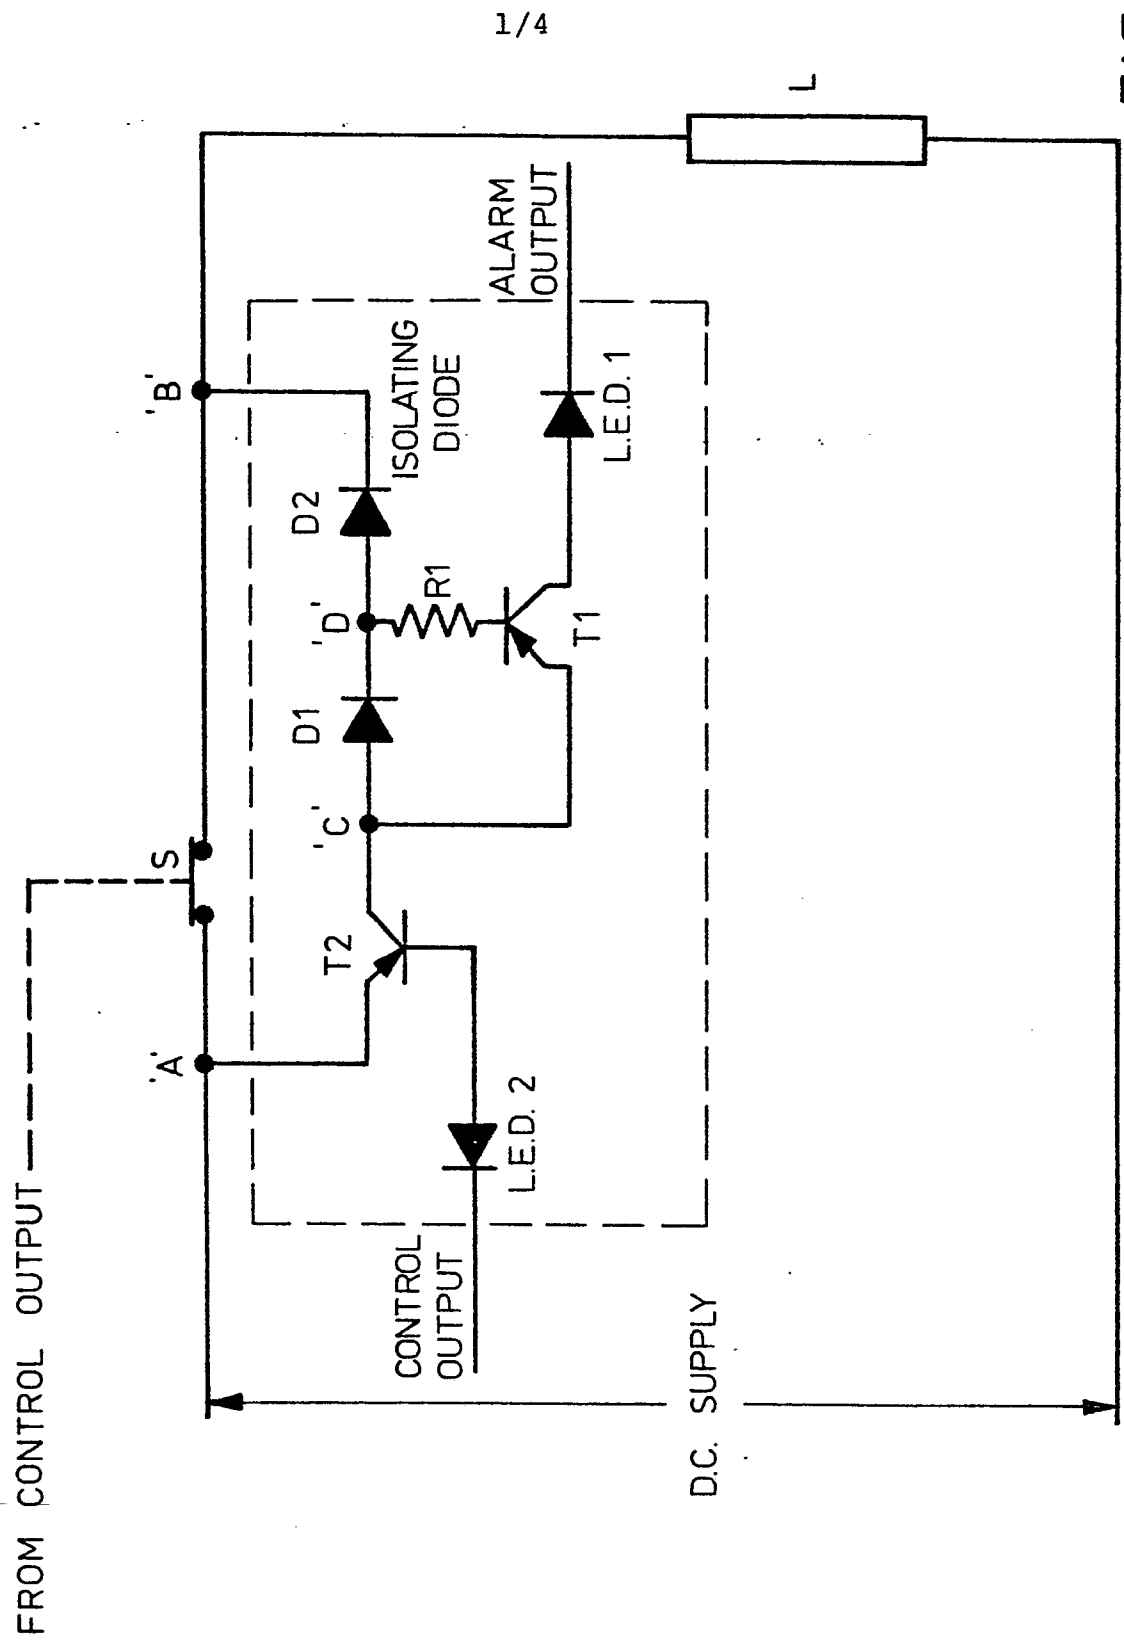 1/4
FROM CONTROL OUTPUT
'A'
S
'B'
T2
'C'
D1
'D'
D2
ISOLATING
DIODE
R1
T1
L.E.D. 1
ALARM
OUTPUT
L.E.D. 2
CONTROL
OUTPUT
D.C. SUPPLY
L